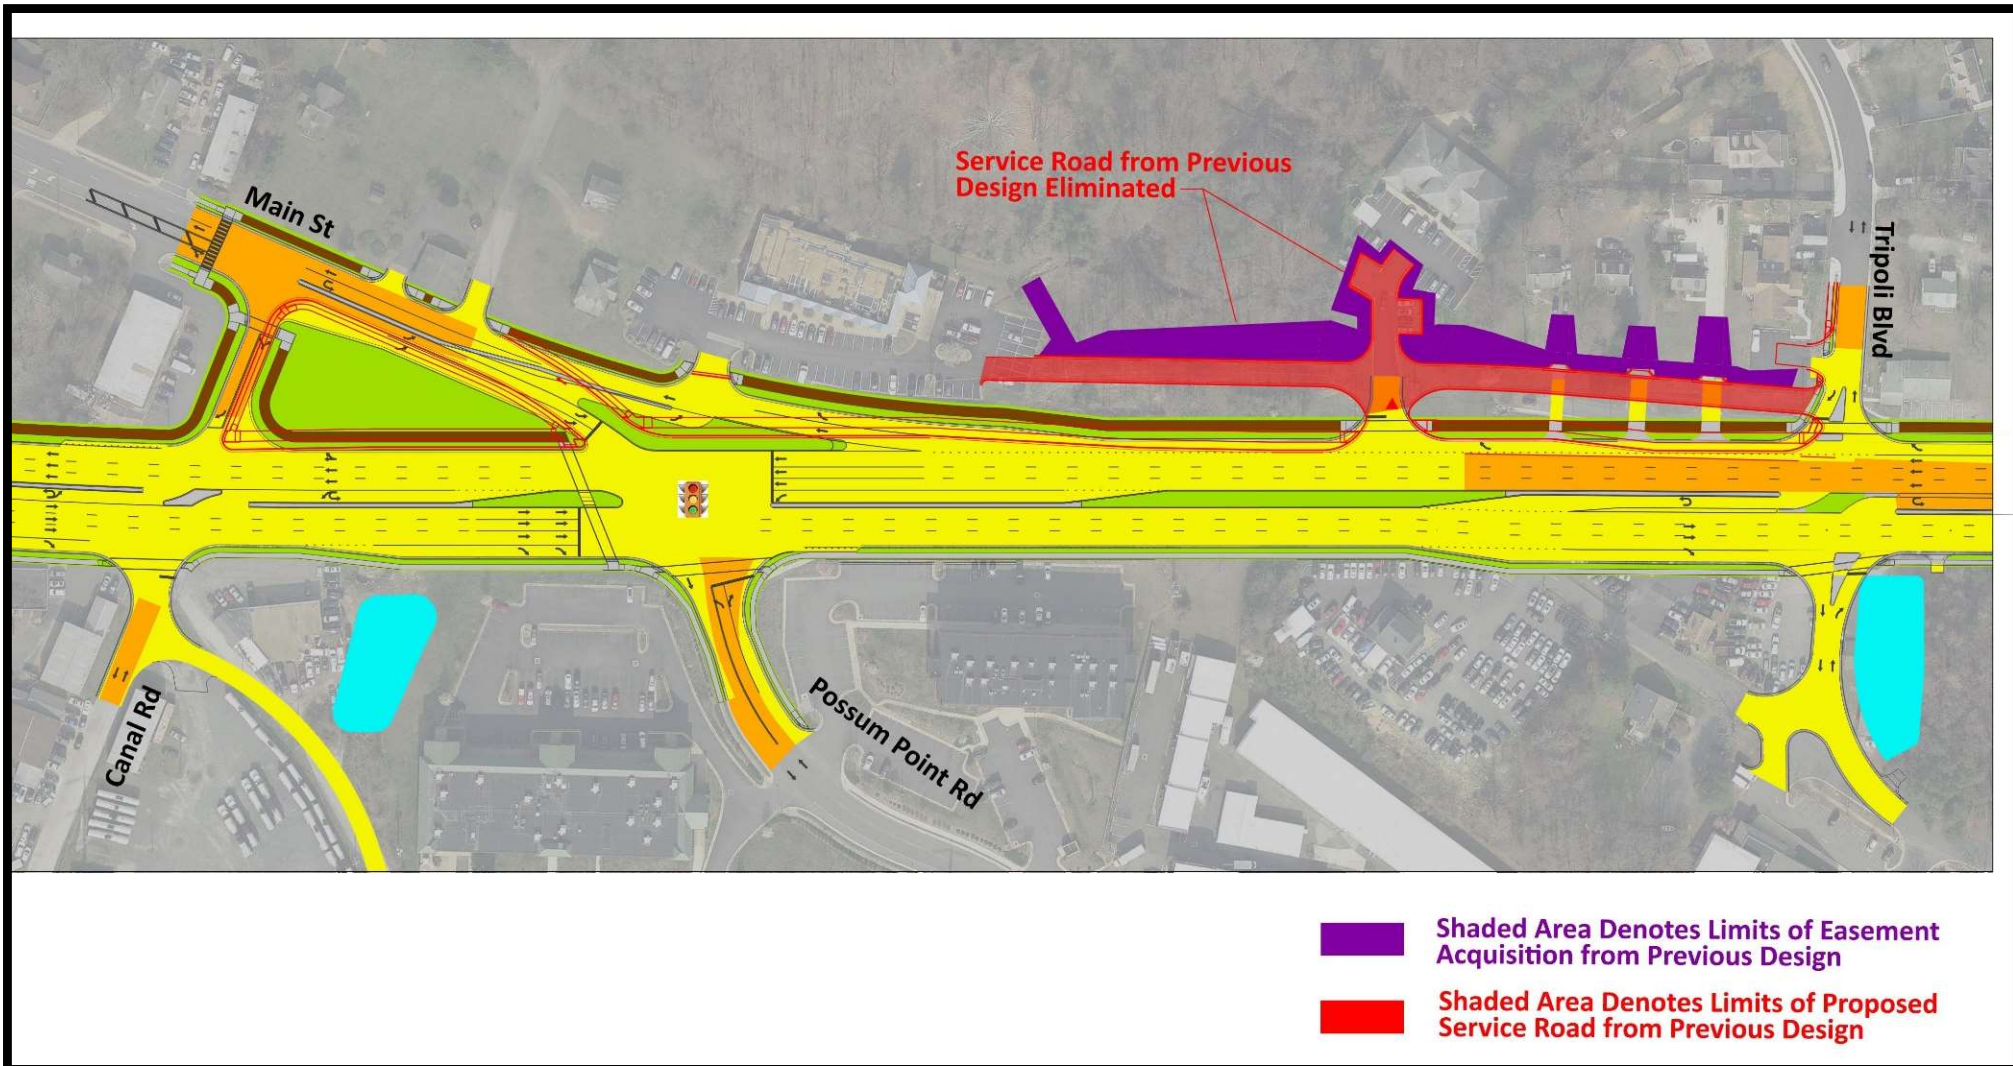 Main St
Service Road from Previous
Design Eliminated
Tripoli Blvd
Canal Rd
Possum Point Rd
Shaded Area Denotes Limits of Easement
Acquisition from Previous Design
Shaded Area Denotes Limits of Proposed
Service Road from Previous Design